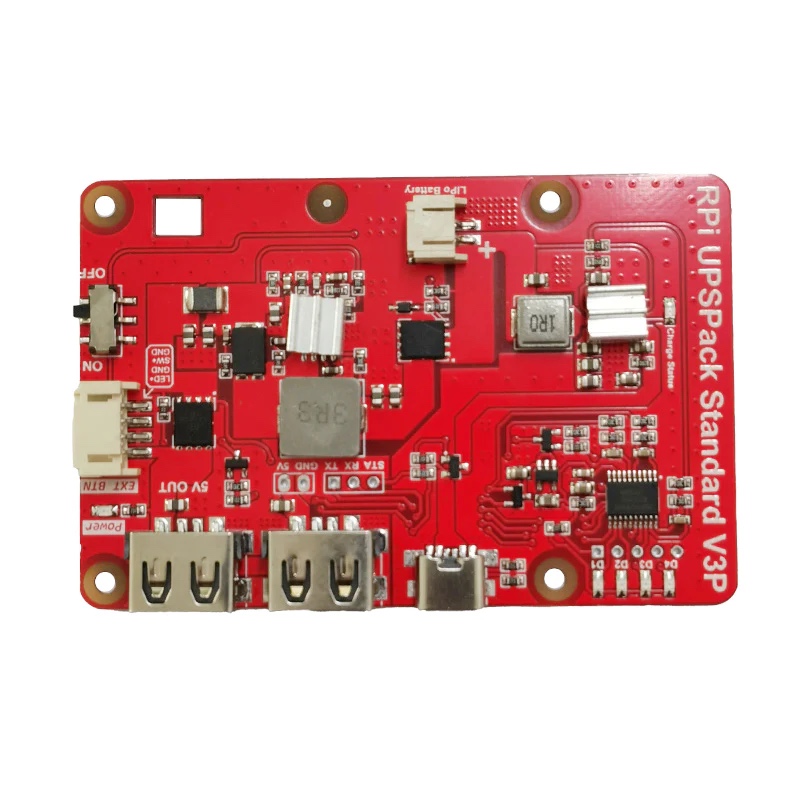 LiPo Battery
+
RPi UPSPack Standard V3P
OFF
ON
LED+
GND
SW+
GND
1R0
Charge Status
3R3
5V GND TX RX STA
5V OUT
EXT BTN
Power
D1 D2 D3 D4